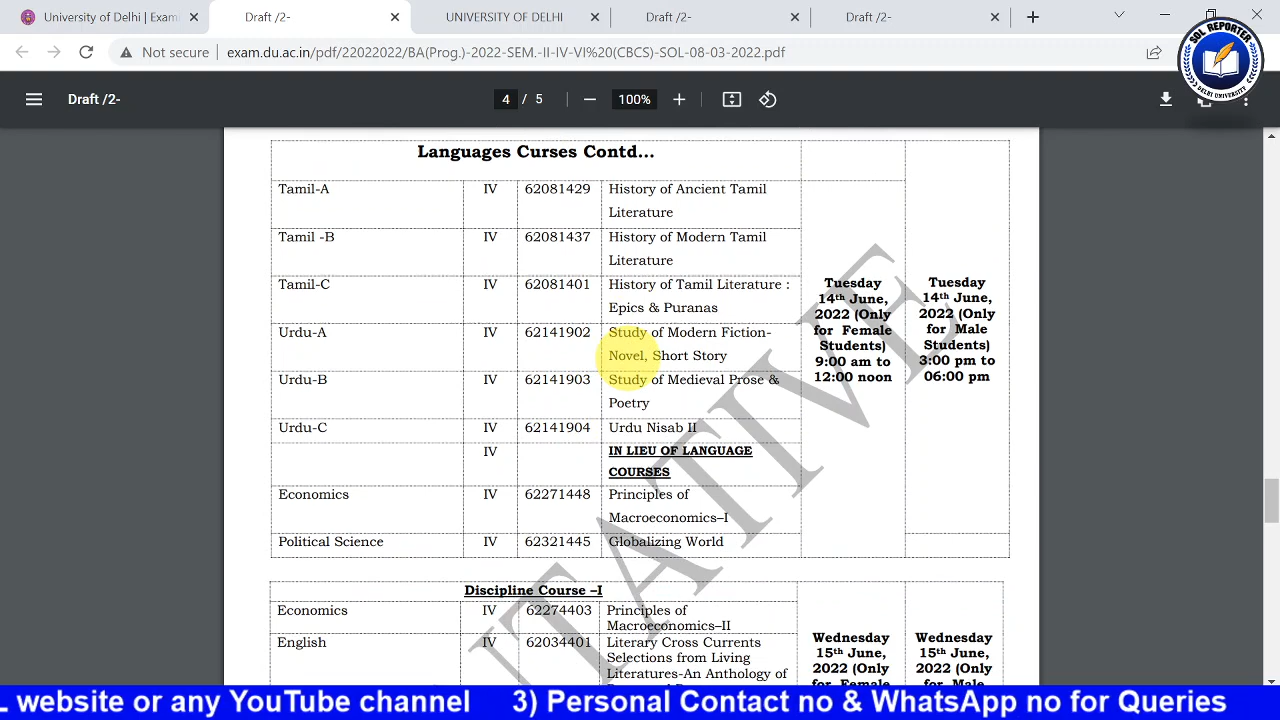 University of Delhi | Exami
Draft /2-
UNIVERSITY OF DELHI
Draft /2-
Draft /2-
Not secure
exam.du.ac.in/pdf/22022022/BA(Prog.)-2022-SEM.-II-IV-VI%20(CBCS)-SOL-08-03-2022.pdf
SOL REPORTER
DELHI UNIVERSITY
Draft /2-
4 / 5
100%
Languages Curses Contd...
Tamil-A IV 62081429 History of Ancient Tamil
Literature
Tamil -B IV 62081437 History of Modern Tamil
Literature
Tamil-C IV 62081401 History of Tamil Literature :
Epics & Puranas
Urdu-A IV 62141902 Study of Modern Fiction-
Novel, Short Story
Urdu-B IV 62141903 Study of Medieval Prose &
Poetry
Urdu-C IV 62141904 Urdu Nisab II
IV IN LIEU OF LANGUAGE
COURSES
Economics IV 62271448 Principles of
Macroeconomics–I
Political Science IV 62321445 Globalizing World
Tuesday
14th June,
2022 (Only
for Female
Students)
9:00 am to
12:00 noon
Tuesday
14th June,
2022 (Only
for Male
Students)
3:00 pm to
06:00 pm
Discipline Course –I
Economics IV 62274403 Principles of
Macroeconomics–II
English IV 62034401 Literary Cross Currents
Selections from Living
Literatures-An Anthology of
Wednesday
15th June,
2022 (Only
for Female
Wednesday
15th June,
2022 (Only
for Male
L website or any YouTube channel 3) Personal Contact no & WhatsApp no for Queries